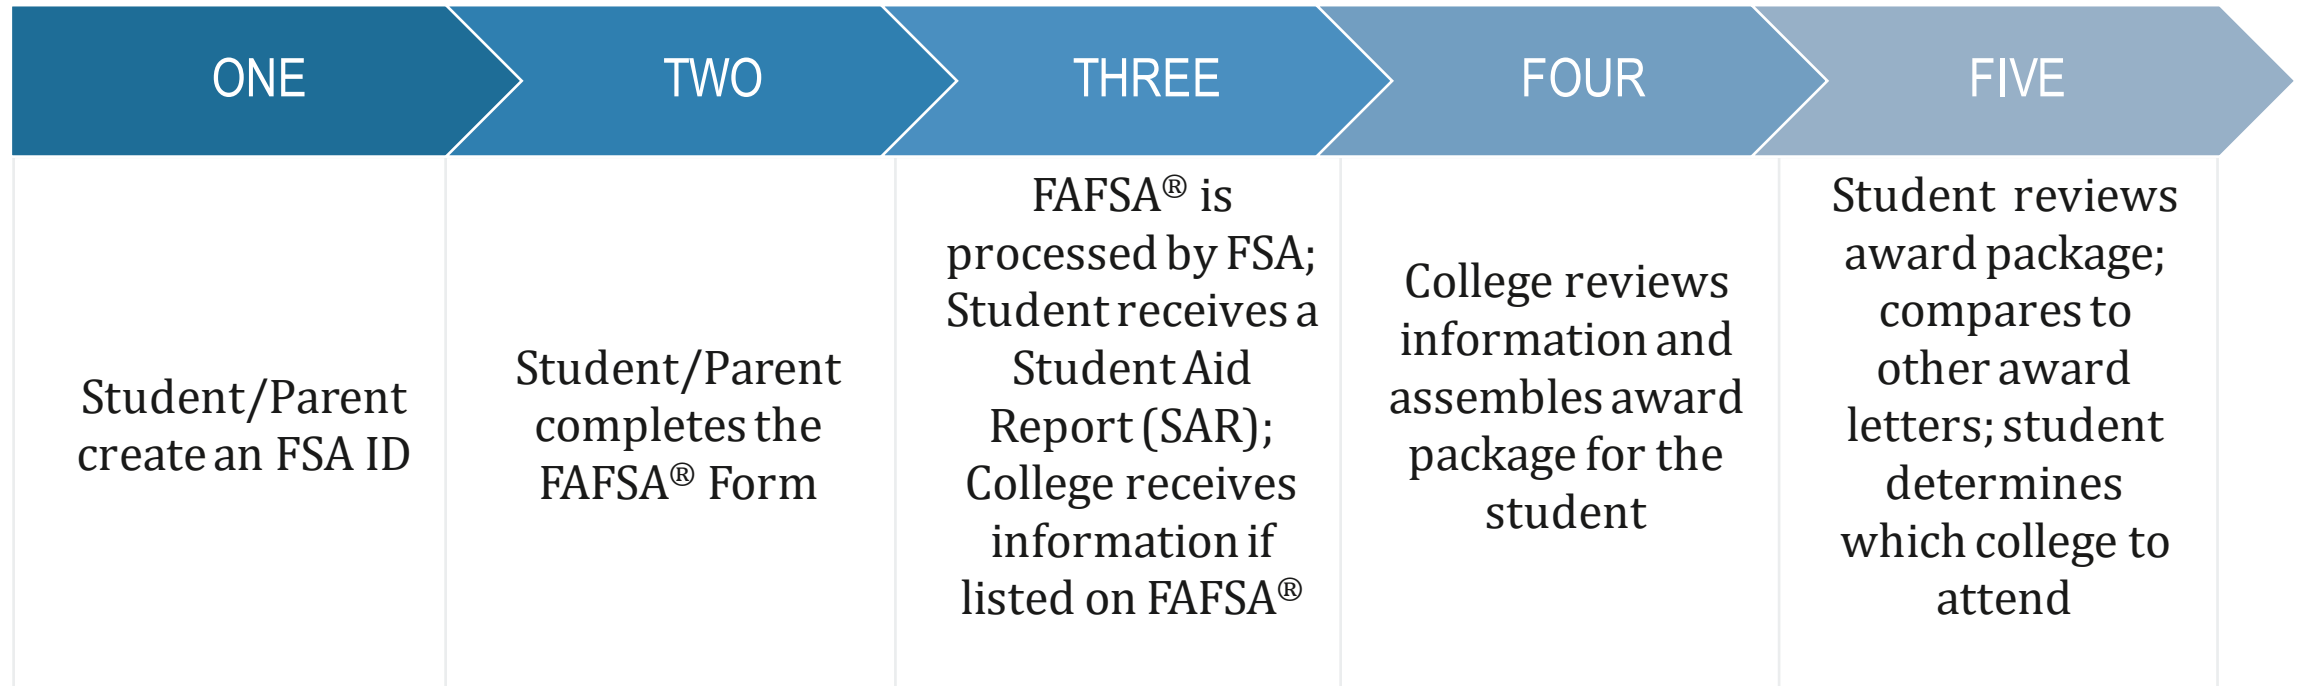 ONE
TWO
THREE
FOUR
FIVE
Student/Parent
create an FSA ID
Student/Parent
completes the
FAFSA® Form
FAFSA® is
processed by FSA;
Student receives a
Student Aid
Report (SAR);
College receives
information if
listed on FAFSA®
College reviews
information and
assembles award
package for the
student
Student reviews
award package;
compares to
other award
letters; student
determines
which college to
attend